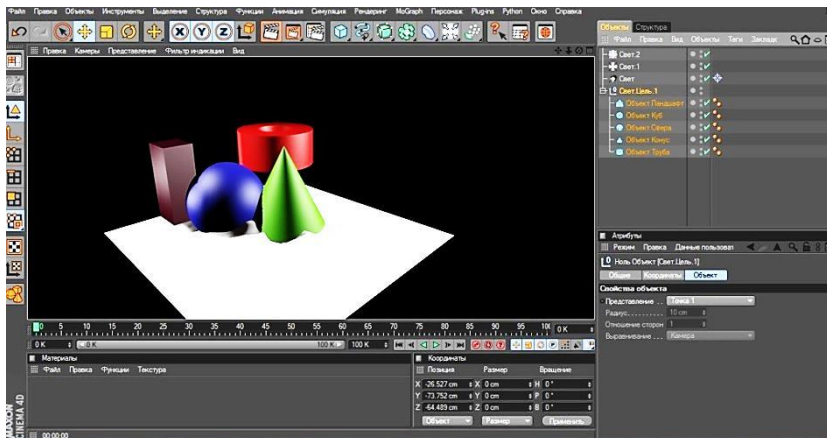 Файл Правка Объекты Инструменты Выделение Структура Функции Анимация Симуляция Рендеринг MoGraph Персонаж Plug-ins Python Окно Справка
Правка Камеры Представление Фильтр индикации Вид
Объекты Структура
Файл Правка Вид Объекты Теги Закладк
Свет.2
Свет.1
Свет
Свет.Цель.1
Объект Ландшафт
Объект Куб
Объект Сфера
Объект Конус
Объект Труба
Атрибуты
Режим Правка Данные пользоват
Ноль Объект [Свет.Цель.1]
Общие Координаты Объект
Свойства объекта
Представление . . Точка 1
Радиус . . . . . . . . 10 cm
Отношение сторон 1
Выравнивание . . . Камера
0 5 10 15 20 25 30 35 40 45 50 55 60 65 70 75 80 85 90 95 10( 0 K
0 K 0 K 100 K 100 K
Материалы
Файл Правка Функции Текстура
Координаты
Позиция Размер Вращение
X -26.527 cm X 0 cm H 0°
Y -73.752 cm Y 0 cm P 0°
Z -64.489 cm Z 0 cm B 0°
Объект Размер Применить
MAXON CINEMA 4D
00:00:00